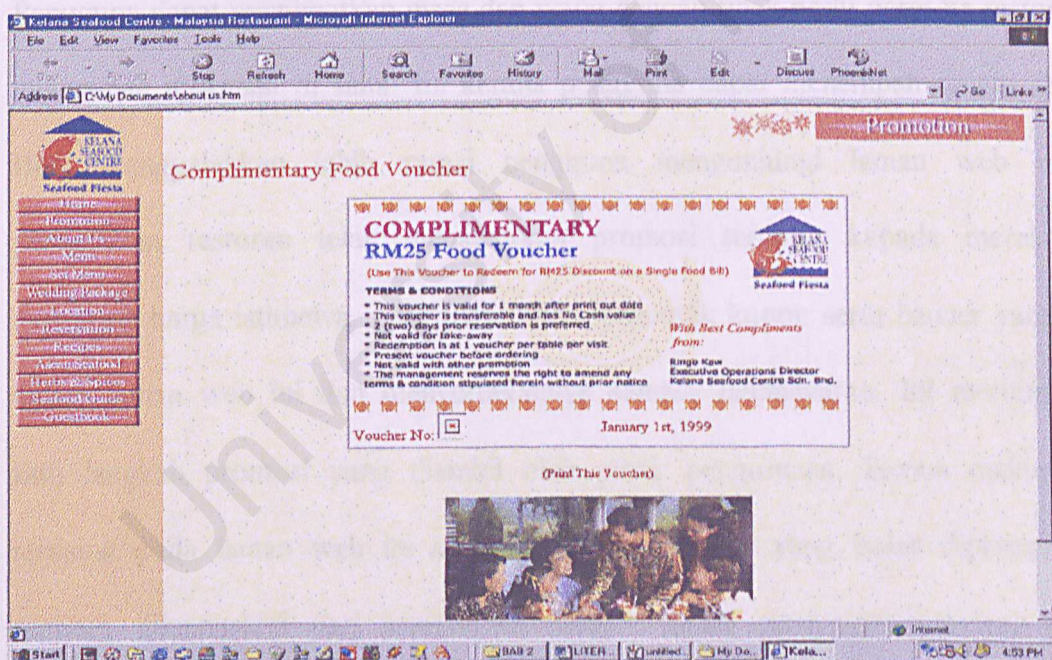 Kelana Seafood Centre - Malaysia Restaurant - Microsoft Internet Explorer
File Edit View Favorites Tools Help
Stop Refresh Home Search Favorites History Mail Print Edit Discuss PhoenixNet
Address C:\My Documents\about us.htm Go Links
KELANA
SEAFOOD
CENTRE
Seafood Fiesta
Home
Promotion
About Us
Menu
Set Menu
Wedding Package
Location
Reservation
Recipes
Herbs & Spices
Guestbook
Promotion
Complimentary Food Voucher
COMPLIMENTARY
RM25 Food Voucher
(Use This Voucher to Redeem for RM25 Discount on a Single Food Bill)
TERMS & CONDITIONS
* This voucher is valid for 1 month after print out date
* This voucher is transferable and has No Cash value
* 2 (two) days prior reservation is preferred
* Not valid for take-away
* Redemption is at 1 voucher per table per visit
* Present voucher before ordering
* Not valid with other promotion
* The management reserves the right to amend
terms & condition stipulated herein without prior notice
KELANA
SEAFOOD
CENTRE
Seafood Fiesta
With Best Compliments
from:
Ringo Kaw
Executive Operations Director
Kelana Seafood Centre Sdn. Bhd.
Voucher No:
January 1st, 1999
(Print This Voucher)
Internet
Start BAB 2 LITER... untitled... My Do... Kela... 4:53 PM
University of